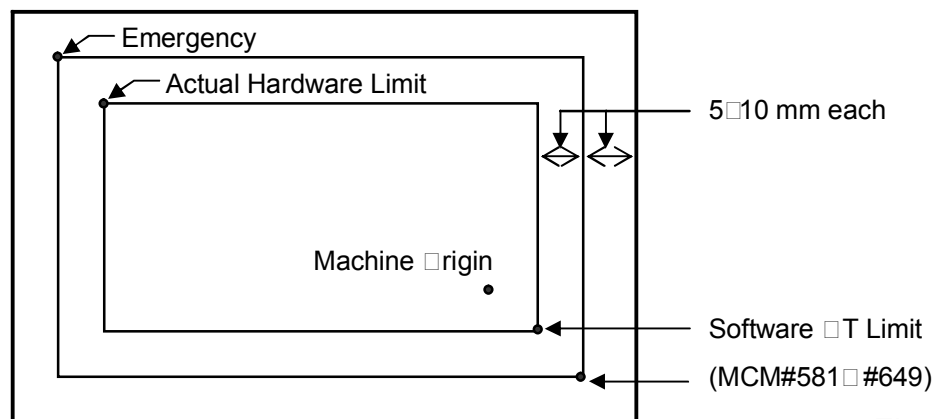 Emergency
Actual Hardware Limit
5□10 mm each
Machine □rigin
Software □T Limit
(MCM#581□ #649)